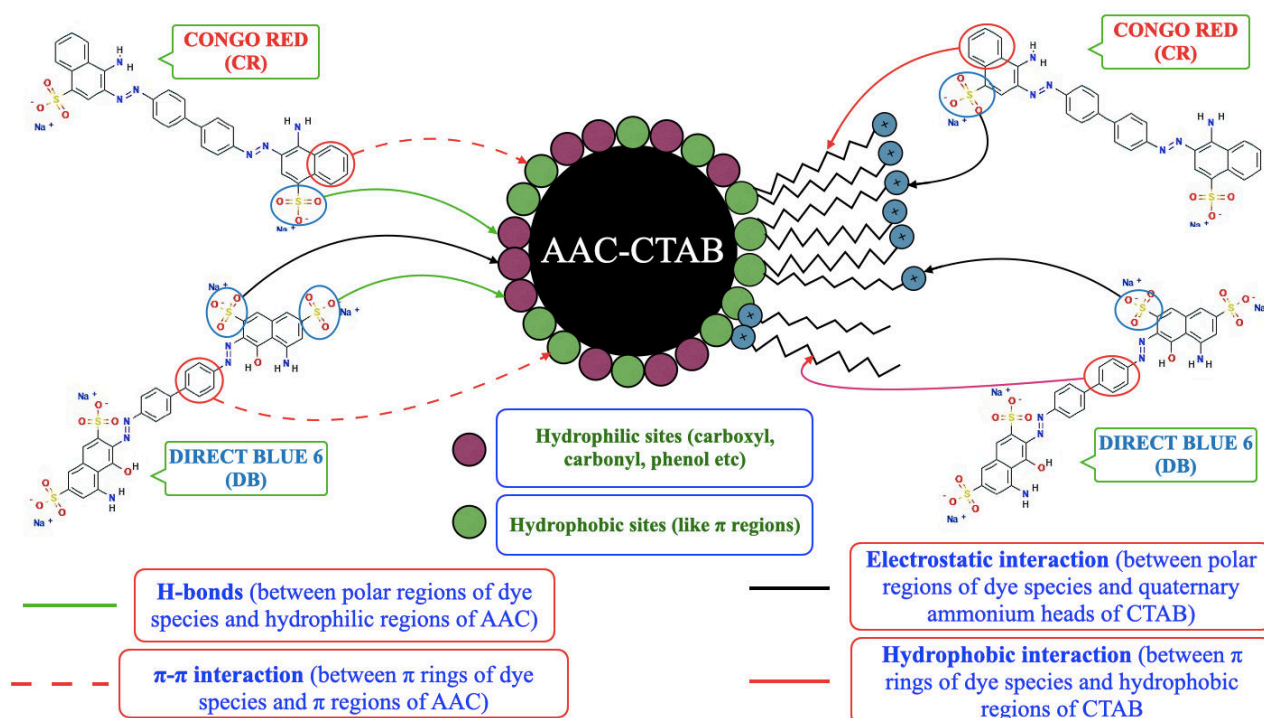 CONGO RED
(CR)
CONGO RED
(CR)
AAC-CTAB
DIRECT BLUE 6
(DB)
DIRECT BLUE 6
(DB)
Hydrophilic sites (carboxyl,
carbonyl, phenol etc)
Hydrophobic sites (like π regions)
H-bonds (between polar regions of dye
species and hydrophilic regions of AAC)
π-π interaction (between π rings of dye
species and π regions of AAC)
Electrostatic interaction (between polar
regions of dye species and quaternary
ammonium heads of CTAB)
Hydrophobic interaction (between π
rings of dye species and hydrophobic
regions of CTAB